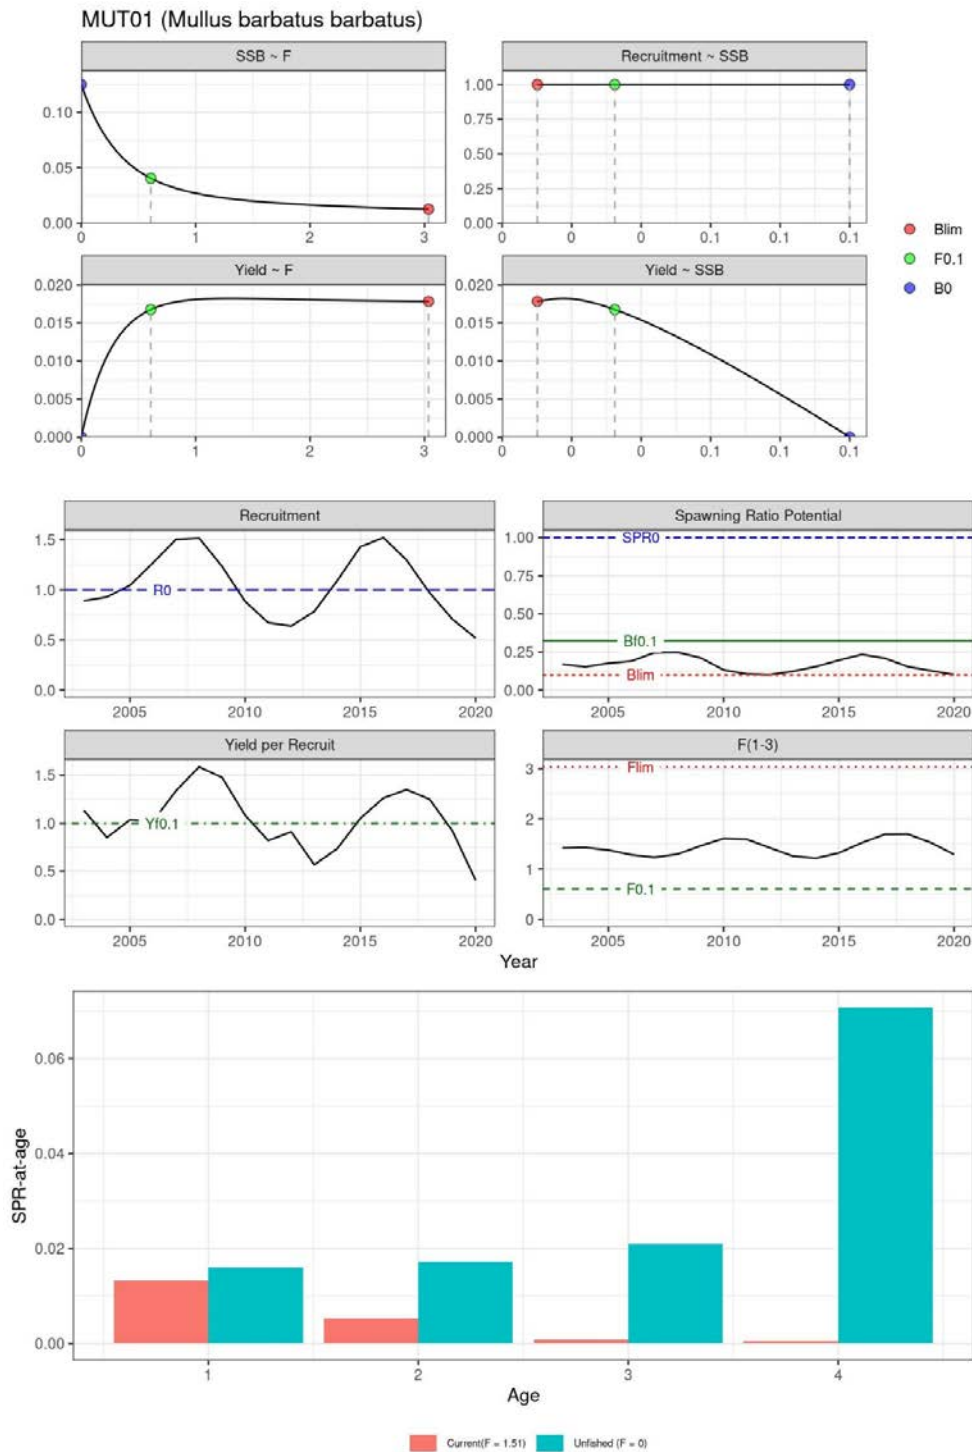 MUT01 (Mullus barbatus barbatus)
SSB ~ F
Recruitment ~ SSB
0.10
0.05
0.00
0 1 2 3
1.00
0.75
0.50
0.25
0.00
0 0 0.1 0.1 0.1
Blim
F0.1
B0
Yield ~ F
Yield ~ SSB
0.020
0.015
0.010
0.005
0.000
0 1 2 3
0.020
0.015
0.010
0.005
0.000
0 0 0.1 0.1 0.1
Recruitment
Spawning Ratio Potential
1.5
1.0
0.5
0.0
R0
2005 2010 2015 2020
1.00
0.75
0.50
0.25
0.00
SPR0
Bf0.1
Blim
2005 2010 2015 2020
Yield per Recruit
F(1-3)
1.5
1.0
0.5
0.0
Yf0.1
2005 2010 2015 2020
3
2
1
0
Flim
F0.1
2005 2010 2015 2020
Year
SPR-at-age
0.06
0.04
0.02
0.00
1 2 3 4
Age
Current(F = 1.51) Unfished (F = 0)